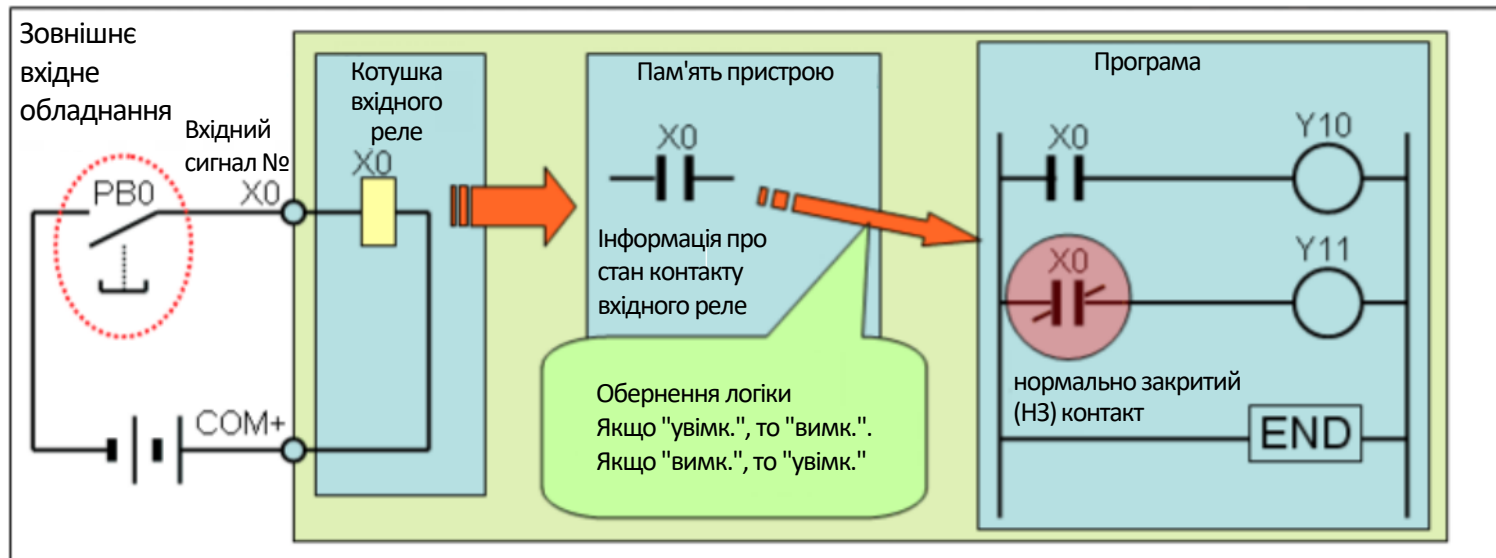 Зовнішнє
вхідне
обладнання
Вхідний
сигнал №
PB0
X0
COM+
Котушка
вхідного
реле
X0
Пам'ять пристрою
X0
Інформація про
стан контакту
вхідного реле
Обернення логіки
Якщо "увімк.", то "вимк.".
Якщо "вимк.", то "увімк."
Програма
X0
Y10
X0
Y11
нормально закритий
(НЗ) контакт
END